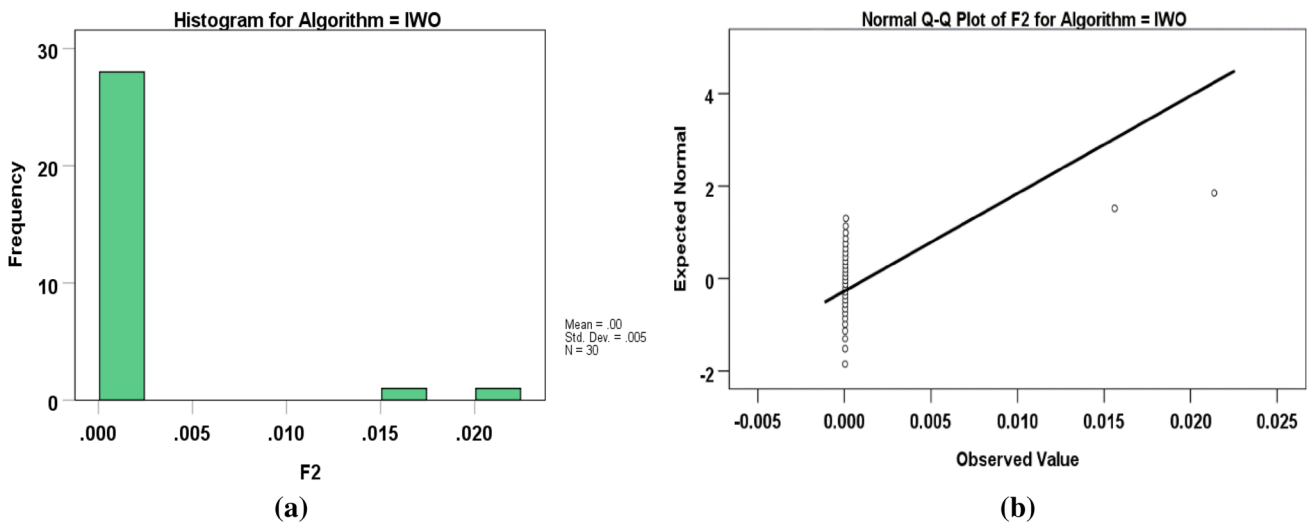 Histogram for Algorithm = IWO
30
20
10
0
Frequency
.000 .005 .010 .015 .020
F2
Mean = .00
Std. Dev. = .005
N = 30
(a)
Normal Q-Q Plot of F2 for Algorithm = IWO
4
2
0
-2
Expected Normal
-0.005 0.000 0.005 0.010 0.015 0.020 0.025
Observed Value
(b)